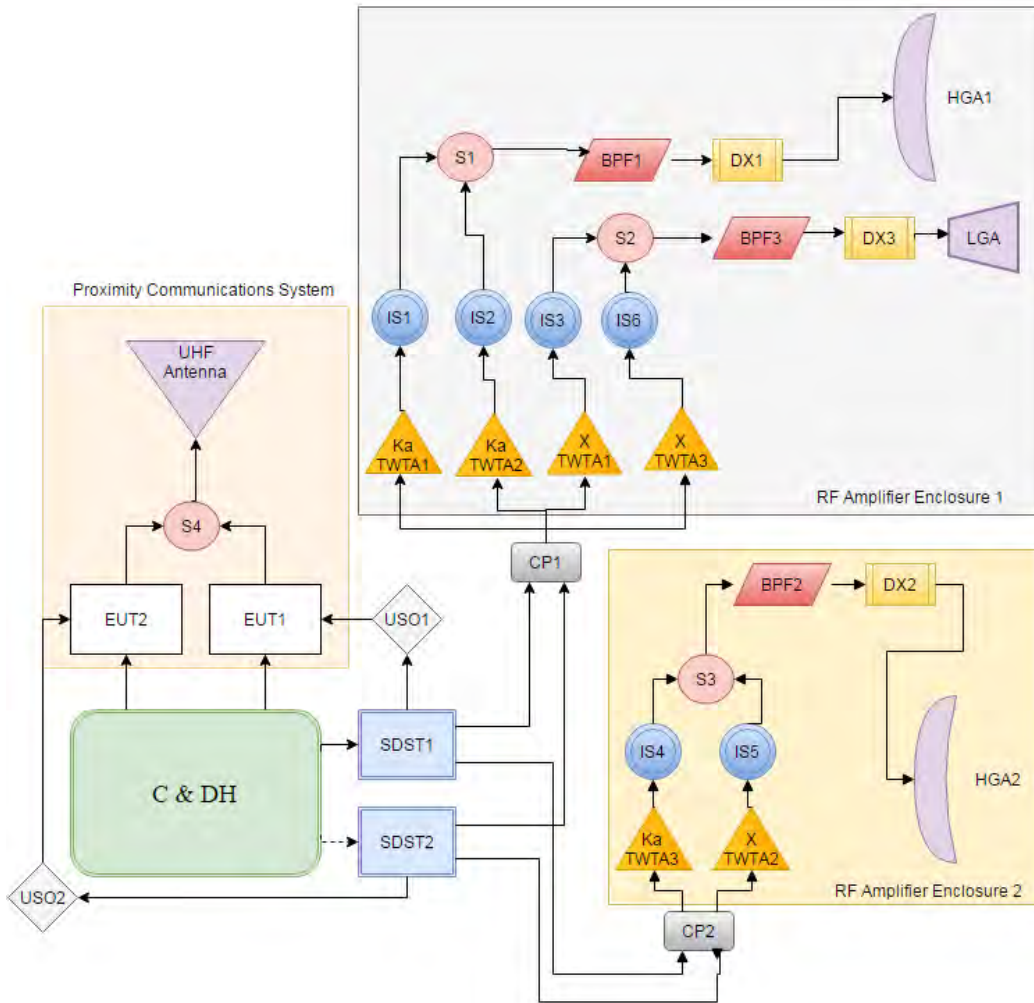 HGA1
S1
BPF1
DX1
S2
BPF3
DX3
LGA
Proximity Communications System
IS1
IS2
IS3
IS6
UHF
Antenna
Ka
TWTA1
Ka
TWTA2
X
TWTA1
X
TWTA3
RF Amplifier Enclosure 1
S4
CP1
EUT2
EUT1
USO1
BPF2
DX2
S3
SDST1
IS4
IS5
HGA2
C & DH
SDST2
Ka
TWTA3
X
TWTA2
USO2
RF Amplifier Enclosure 2
CP2